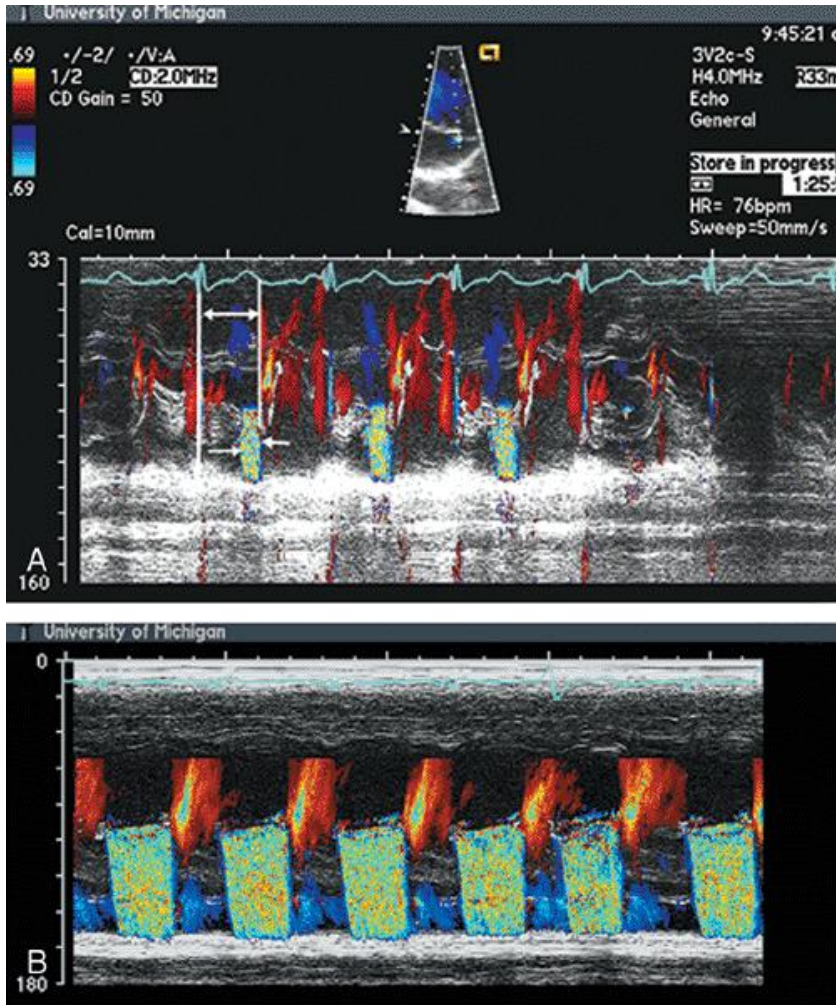 University of Michigan
9:45:21
.69
+/-2/ +/V:A
1/2 CD:2.0MHz
CD Gain = 50
.69
3V2c-S
H4.0MHz R33m
Echo
General
Store in progress
1:25:
HR= 76bpm
Sweep=50mm/s
Cal=10mm
33
A
160
University of Michigan
0
B
180